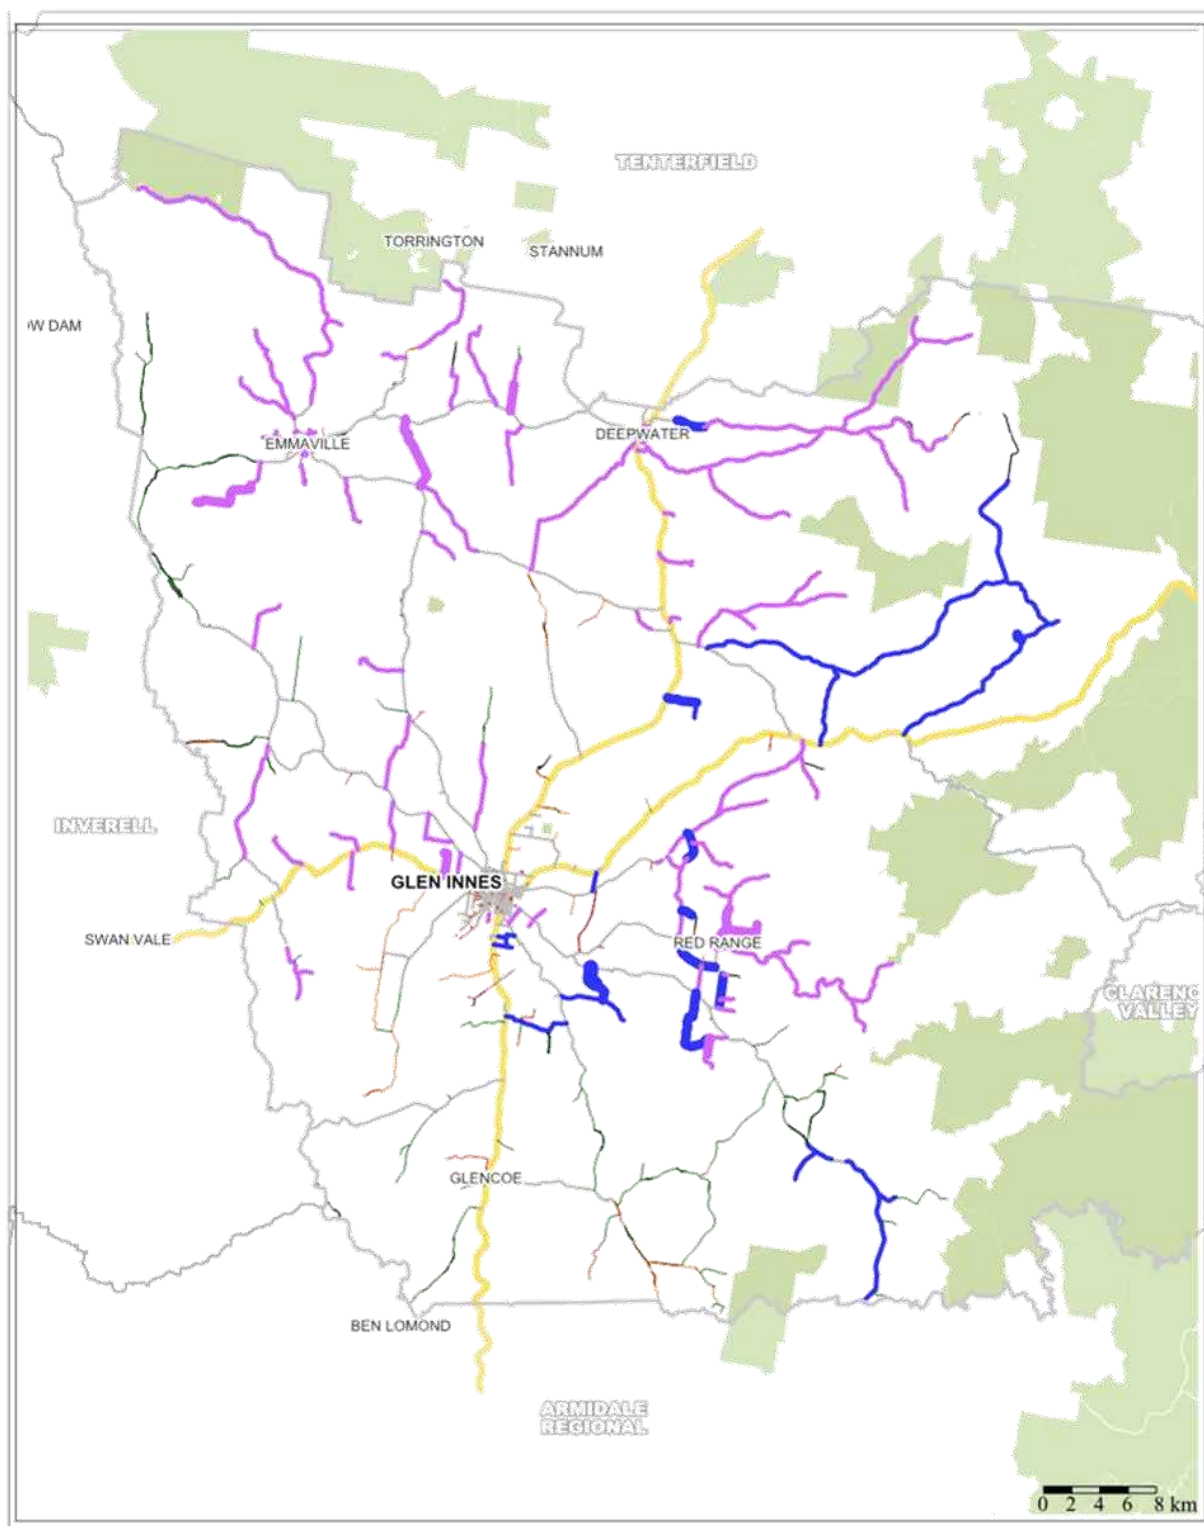 TENTERFIELD
TORRINGTON
STANNUM
OW DAM
EMMAVILLE
DEEPWATER
INVERELL
GLEN INNES
SWAN VALE
RED RANGE
CLARENC
VALLEY
GLENCOE
BEN LOMOND
ARMIDALE
REGIONAL
0 2 4 6 8 km